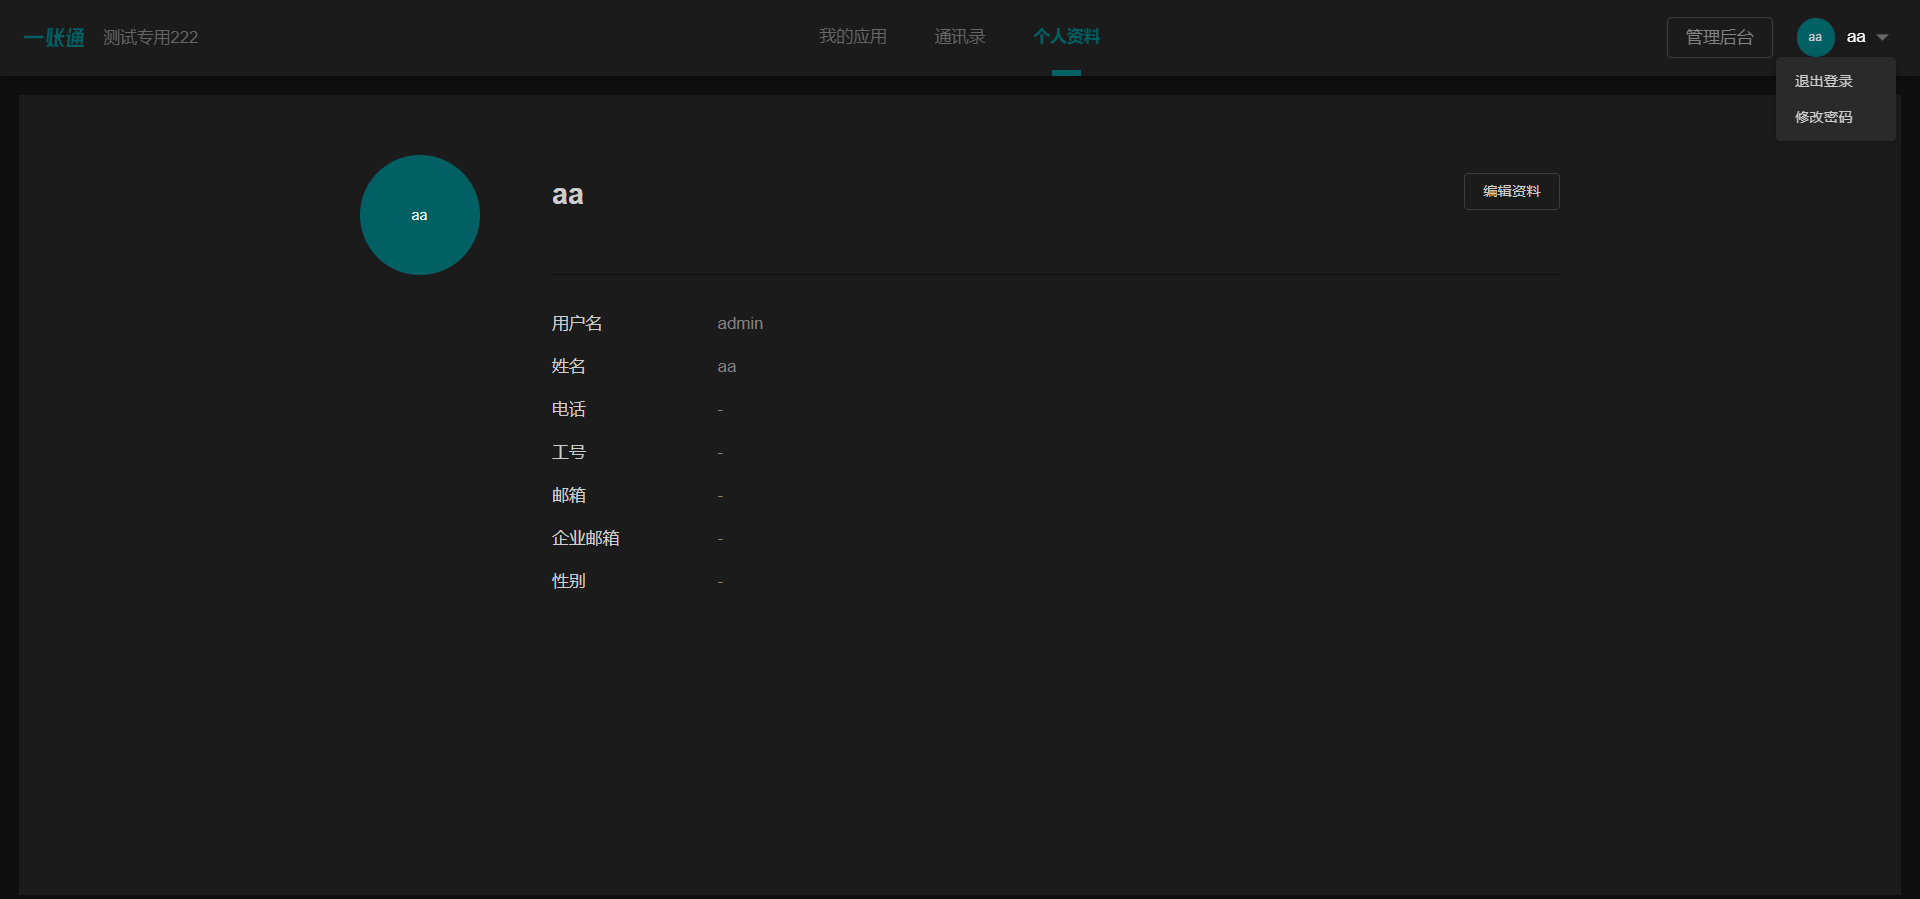 一账通 测试专用222 我的应用 通讯录 个人资料 管理后台 aa aa
退出登录
修改密码
aa
aa 编辑资料
用户名 admin
姓名 aa
电话 -
工号 -
邮箱 -
企业邮箱 -
性别 -